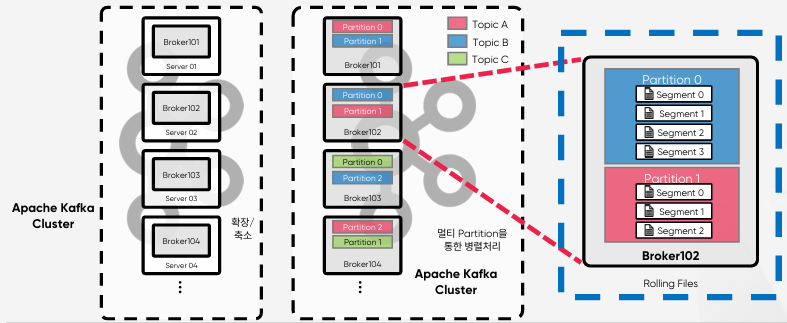 Apache Kafka
Cluster
Broker101
Server 01
Broker102
Server 02
Broker103
Server 03
Broker104
Server 04
확장/
축소
Partition 0
Partition 1
Broker101
Partition 0
Partition 1
Broker102
Partition 0
Partition 2
Broker103
Partition 2
Partition 1
Broker104
Topic A
Topic B
Topic C
멀티 Partition을
통한 병렬처리
Apache Kafka
Cluster
Partition 0
Segment 0
Segment 1
Segment 2
Segment 3
Partition 1
Segment 0
Segment 1
Segment 2
Broker102
Rolling Files